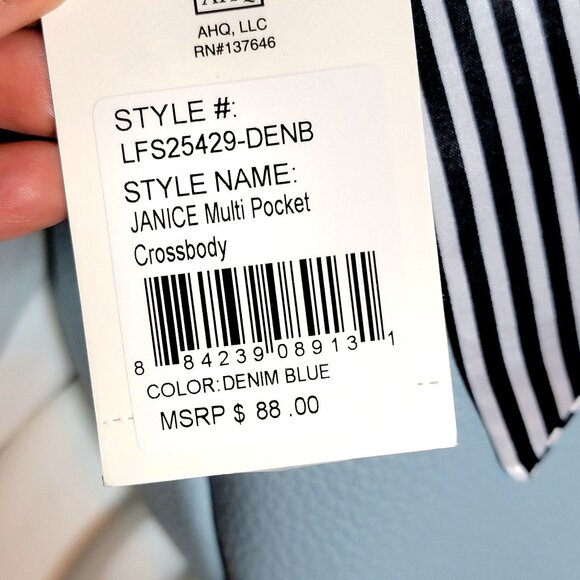 AHQ
AHQ, LLC
RN#137646
STYLE #:
LFS25429-DENB
STYLE NAME:
JANICE Multi Pocket
Crossbody
8 84239 08913 1
COLOR: DENIM BLUE
MSRP $ 88 .00